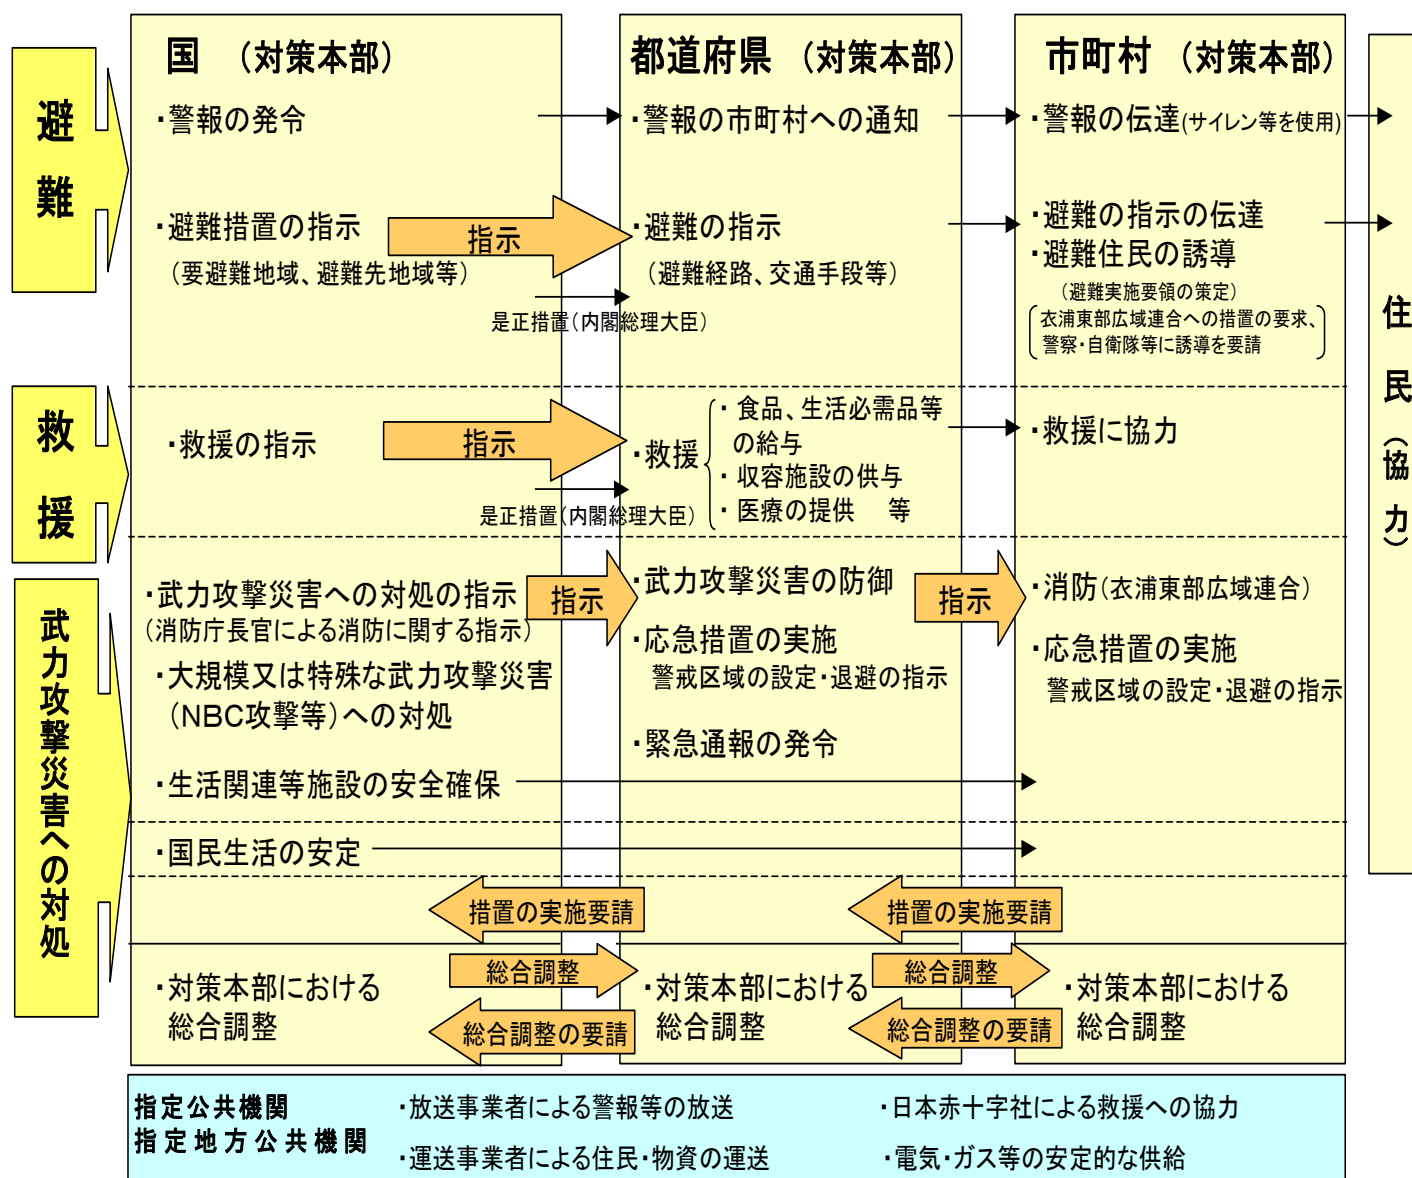 国 （対策本部）
都道府県 （対策本部）
市町村 （対策本部）
避難
・警報の発令
・警報の市町村への通知
・警報の伝達(サイレン等を使用)
・避難措置の指示
（要避難地域、避難先地域等）
指示
・避難の指示
（避難経路、交通手段等）
・避難の指示の伝達
・避難住民の誘導
（避難実施要領の策定）
衣浦東部広域連合への措置の要求、
警察・自衛隊等に誘導を要請
是正措置（内閣総理大臣）
住民（協力）
救援
・救援の指示
指示
・救援
・食品、生活必需品等
の給与
・収容施設の供与
・医療の提供 等
・救援に協力
是正措置（内閣総理大臣）
武力攻撃災害への対処
・武力攻撃災害への対処の指示
（消防庁長官による消防に関する指示）
指示
・武力攻撃災害の防御
指示
・消防（衣浦東部広域連合）
・応急措置の実施
警戒区域の設定・退避の指示
・応急措置の実施
警戒区域の設定・退避の指示
・大規模又は特殊な武力攻撃災害
（NBC攻撃等）への対処
・緊急通報の発令
・生活関連等施設の安全確保
・国民生活の安定
措置の実施要請
措置の実施要請
・対策本部における
総合調整
総合調整
総合調整の要請
・対策本部における
総合調整
総合調整
総合調整の要請
・対策本部における
総合調整
指定公共機関
指定地方公共機関
・放送事業者による警報等の放送
・日本赤十字社による救援への協力
・運送事業者による住民・物資の運送
・電気・ガス等の安定的な供給